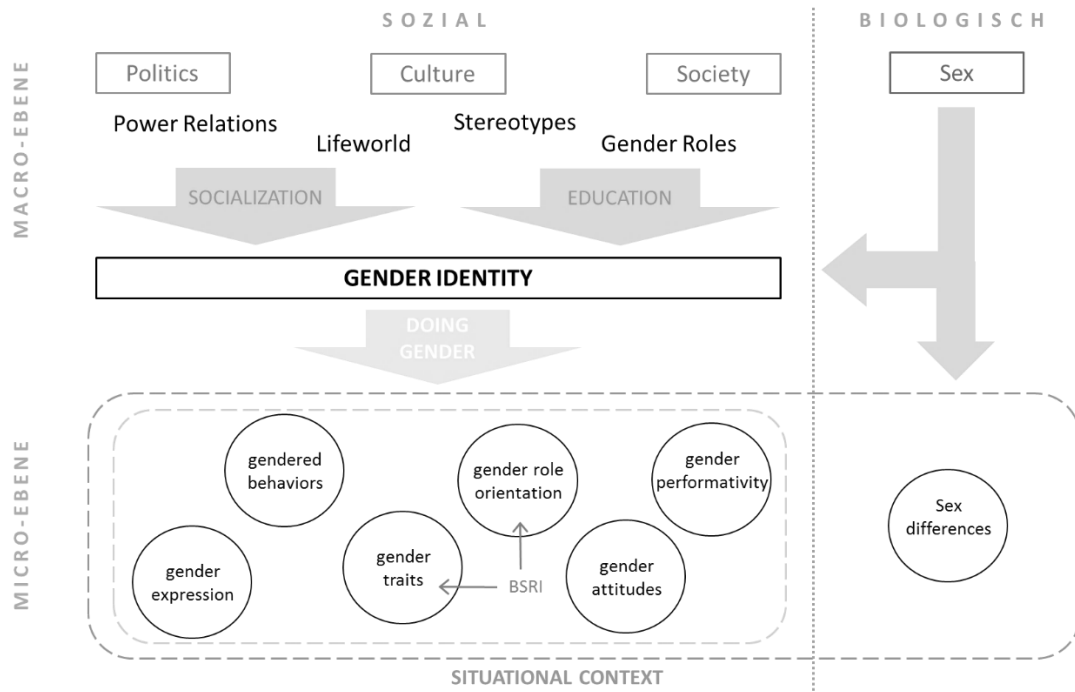 SOZIAL
BIOLOGISCH
MACRO-EBENE
Politics
Culture
Society
Sex
Power Relations
Stereotypes
Lifeworld
Gender Roles
SOCIALIZATION
EDUCATION
GENDER IDENTITY
DOING
GENDER
MICRO-EBENE
gendered
behaviors
gender role
orientation
gender
performativity
Sex
differences
gender
expression
gender
traits
BSRI
gender
attitudes
SITUATIONAL CONTEXT